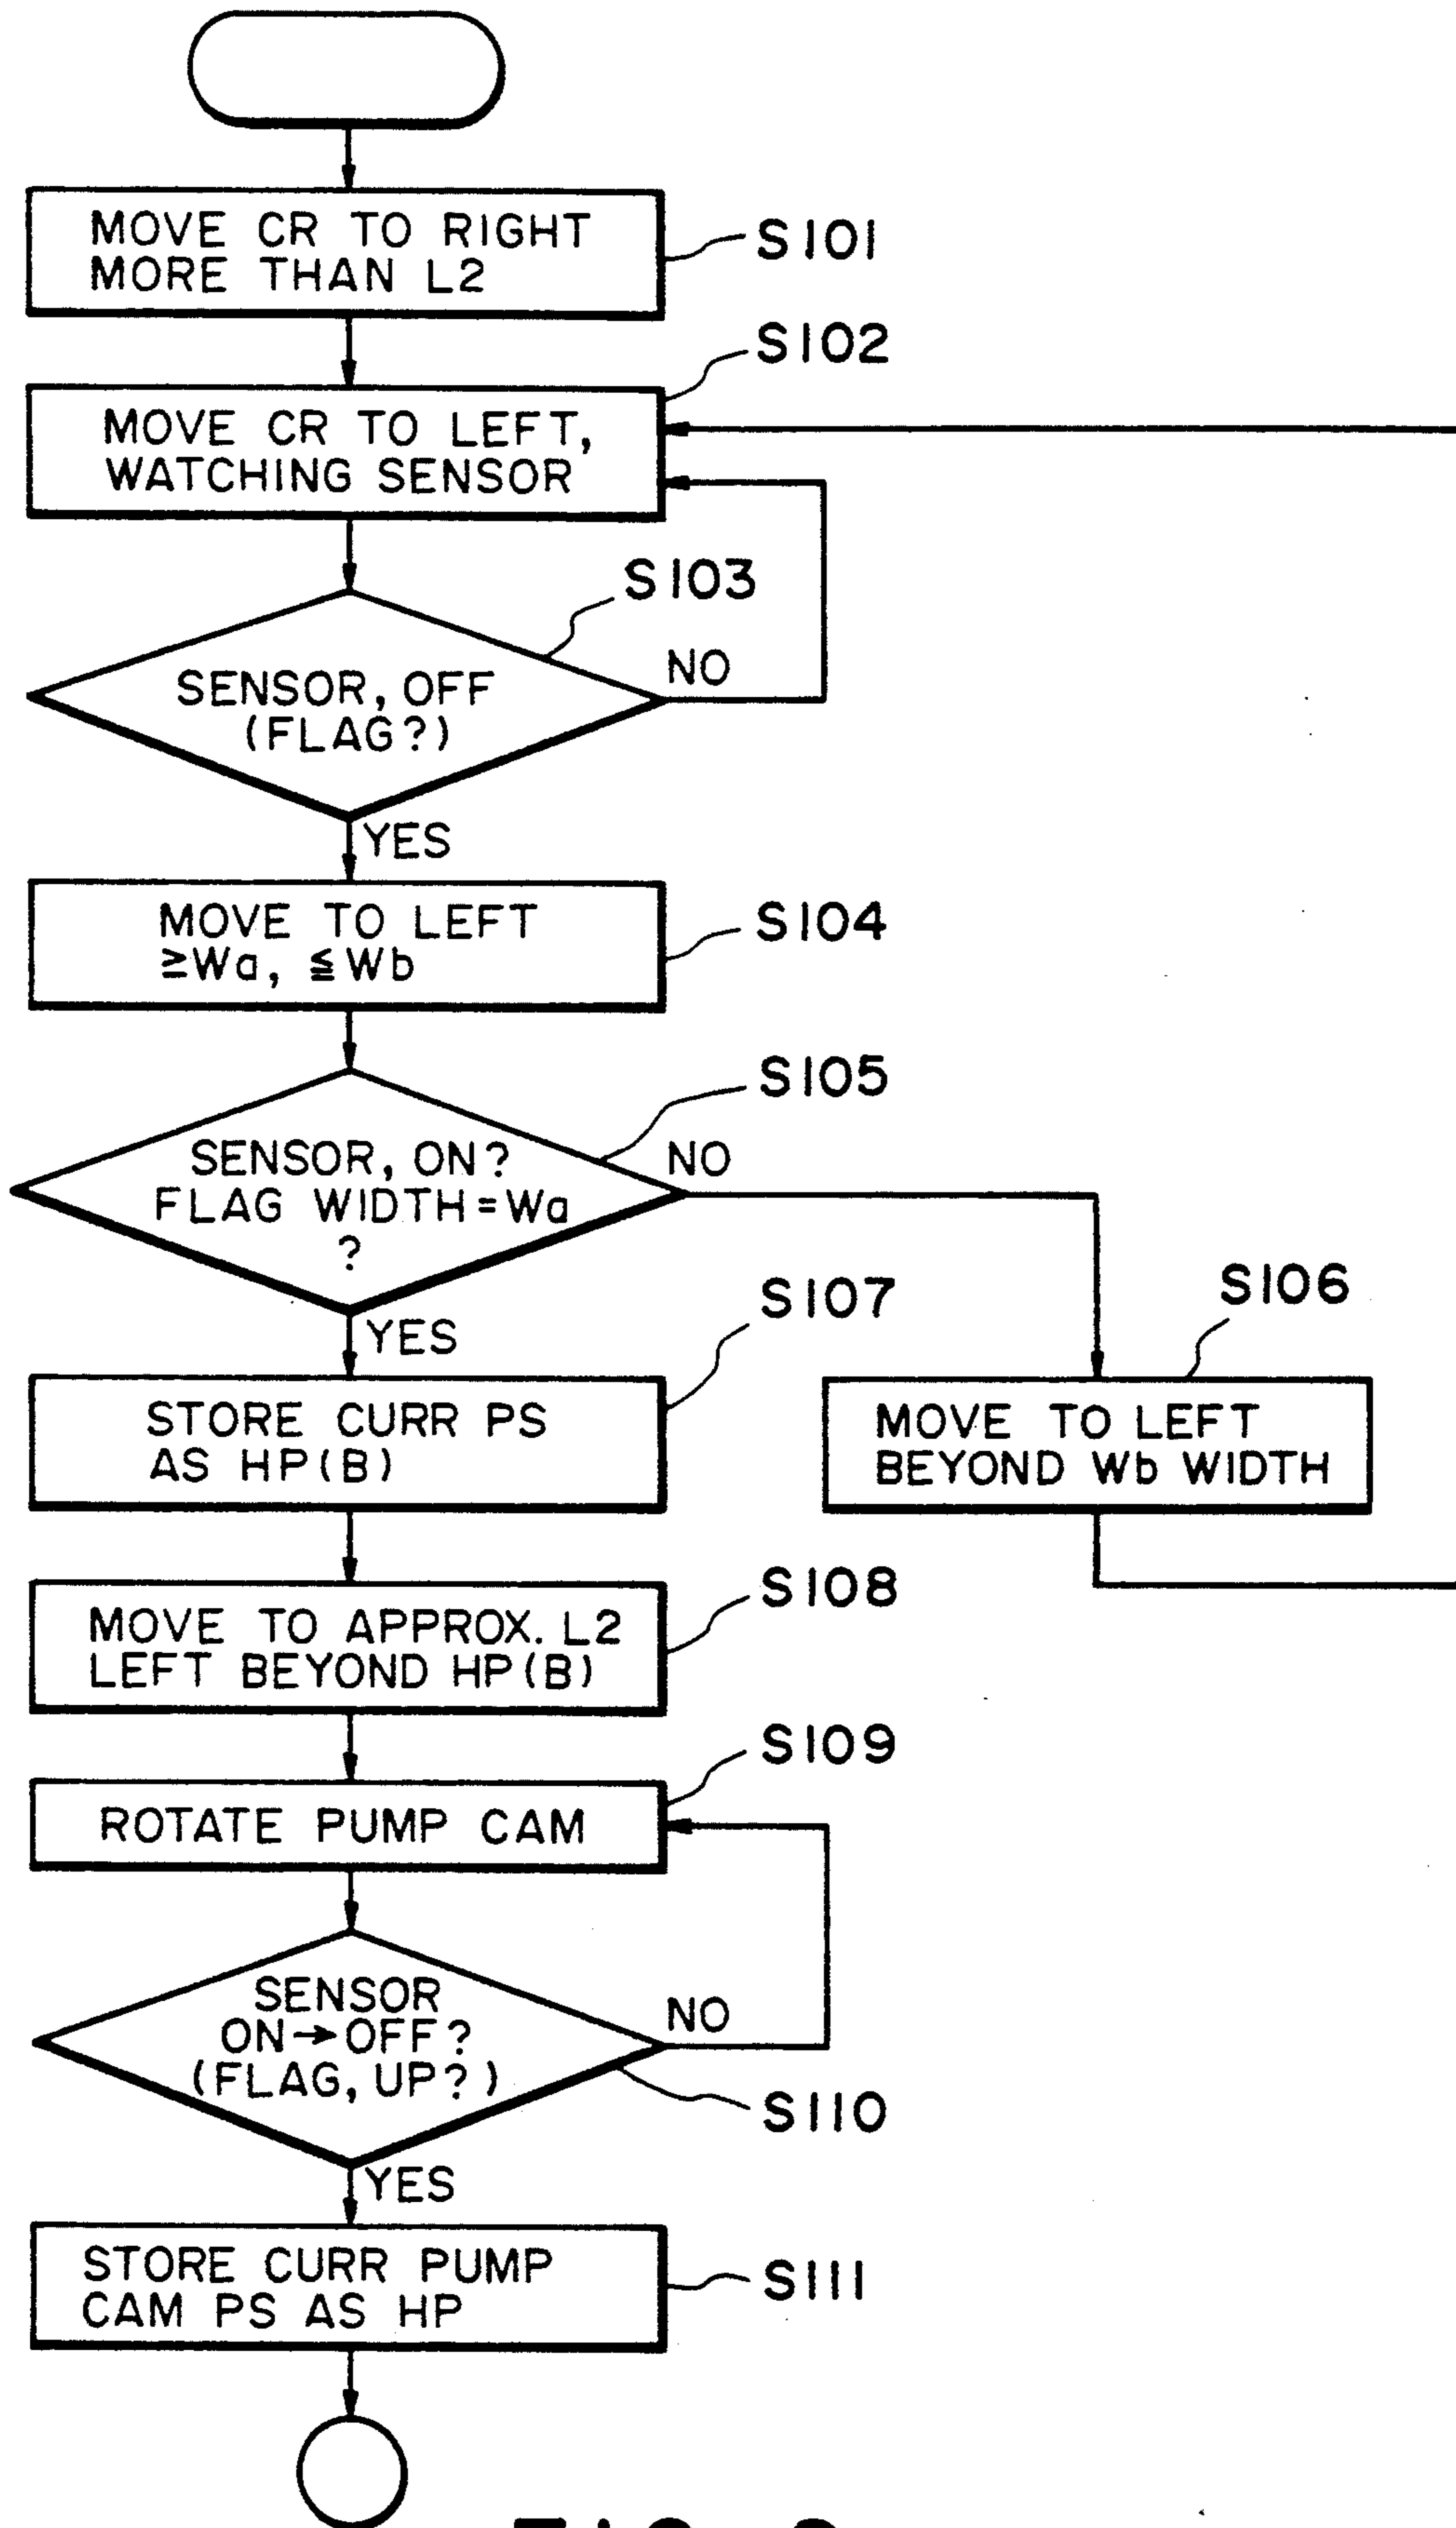 MOVE CR TO RIGHT
MORE THAN L2
S101
S102
MOVE CR TO LEFT,
WATCHING SENSOR
S103
SENSOR, OFF
(FLAG?)
NO
YES
MOVE TO LEFT
≥Wa, ≦Wb
S104
S105
SENSOR, ON?
FLAG WIDTH=Wa
?
NO
YES
S107
STORE CURR PS
AS HP(B)
S106
MOVE TO LEFT
BEYOND Wb WIDTH
S108
MOVE TO APPROX. L2
LEFT BEYOND HP(B)
S109
ROTATE PUMP CAM
SENSOR
ON→OFF?
(FLAG, UP?)
NO
S110
YES
STORE CURR PUMP
CAM PS AS HP
S111